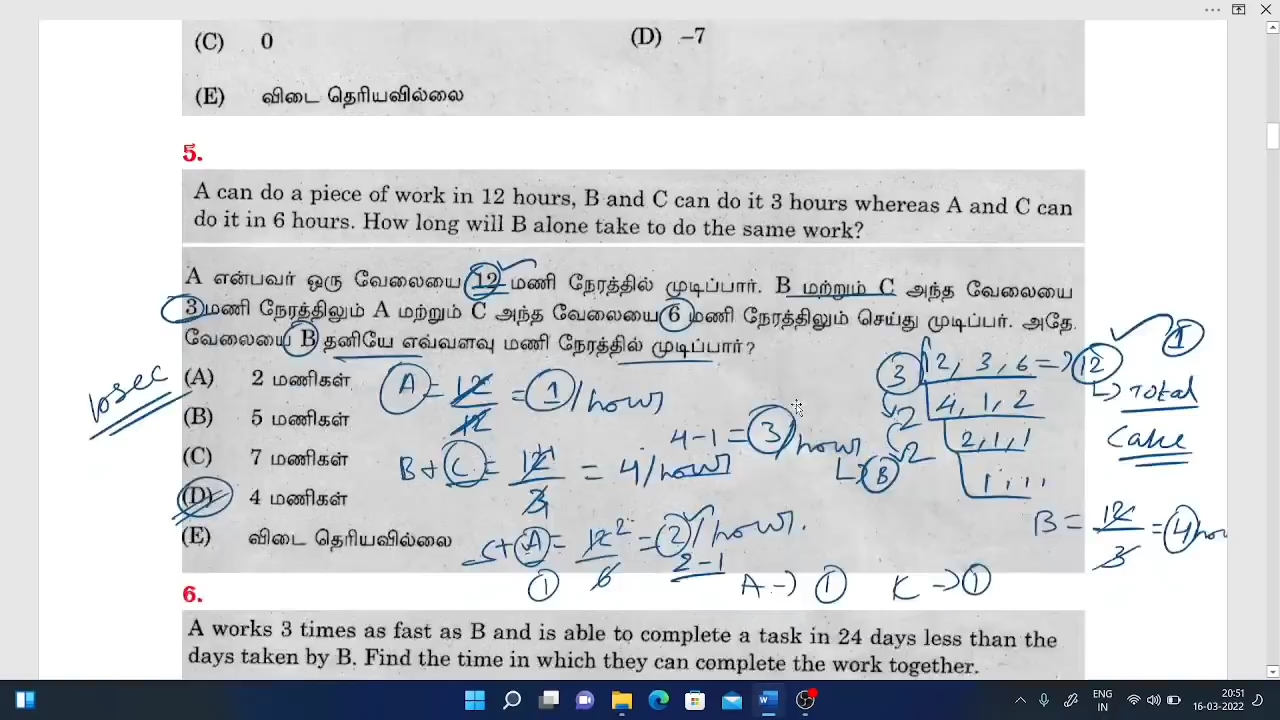 (C) 0 (D) –7
(E) விடை தெரியவில்லை
5.
A can do a piece of work in 12 hours, B and C can do it 3 hours whereas A and C can
do it in 6 hours. How long will B alone take to do the same work?
A என்பவர் ஒரு வேலையை 12 மணி நேரத்தில் முடிப்பார். B மற்றும் C அந்த வேலையை
3 மணி நேரத்திலும் A மற்றும் C அந்த வேலையை 6 மணி நேரத்திலும் செய்து முடிப்பர். அதே
வேலையை B தனியே எவ்வளவு மணி நேரத்தில் முடிப்பார்?
(A) 2 மணிகள்
(B) 5 மணிகள்
(C) 7 மணிகள்
(D) 4 மணிகள்
(E) விடை தெரியவில்லை
10sec
A = 12/12 = 1/hour
B + C = 12/3 = 4/hour
4-1 = 3/hour
B
C+A = 12/6 2 = 2/hour.
1 2-1 A → 1 C → 1
3 12, 3, 6 => 12 1
2 4, 1, 2 Total
2 2, 1, 1 Cake
1, , ,
B = 12/3 = 4
6.
A works 3 times as fast as B and is able to complete a task in 24 days less than the
days taken by B. Find the time in which they can complete the work together.
ENG
IN
20:51
16-03-2022